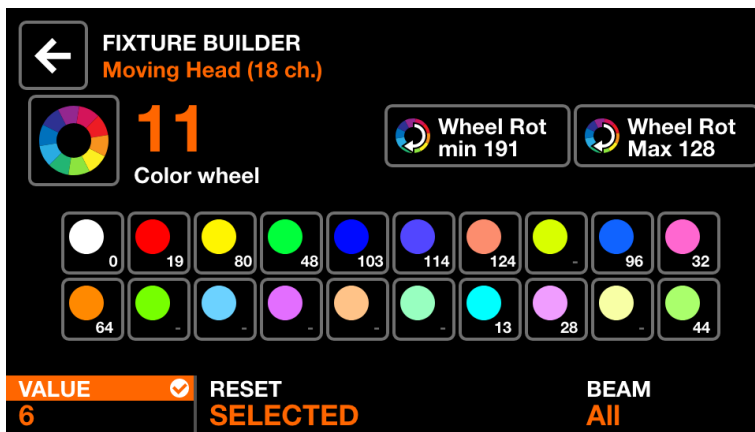 FIXTURE BUILDER
Moving Head (18 ch.)
11
Color wheel
Wheel Rot
min 191
Wheel Rot
Max 128
0 19 80 48 103 114 124 - 96 32
64 - - - - - 13 28 - 44
VALUE
6
RESET
SELECTED
BEAM
All